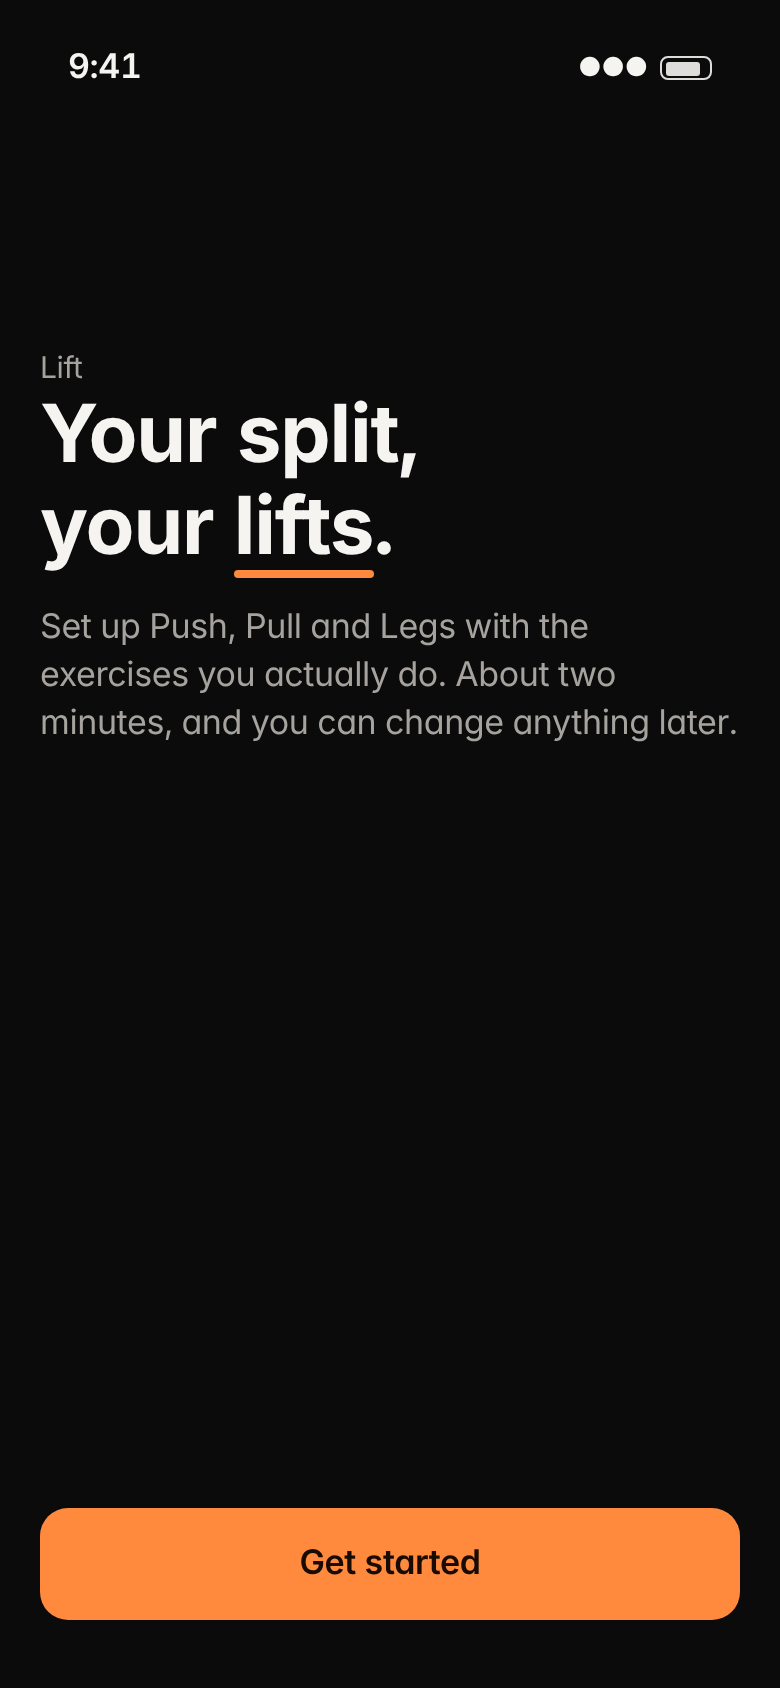 9:41
Lift
Your split,
your lifts.
Set up Push, Pull and Legs with the
exercises you actually do. About two
minutes, and you can change anything later.
Get started